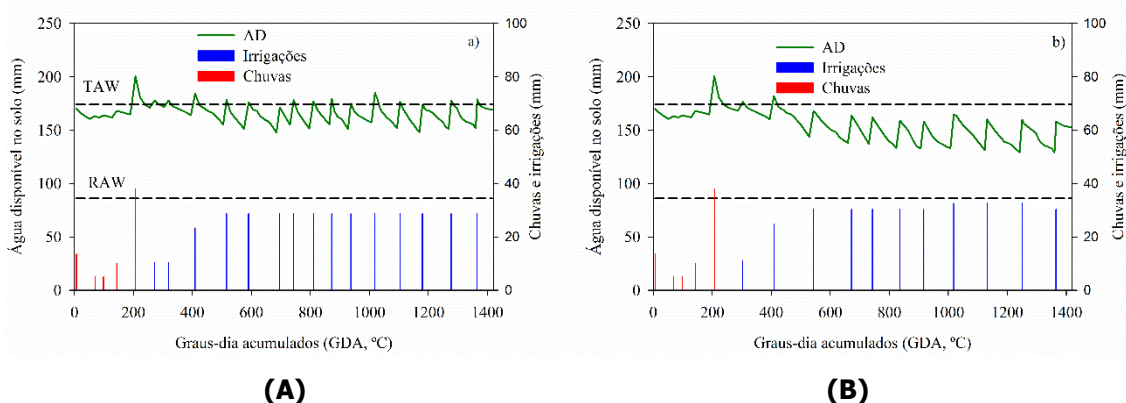 a)
AD
Irrigações
Chuvas
TAW
RAW
250
200
150
100
50
0
Água disponível no solo (mm)
100
80
60
40
20
0
Chuvas e irrigações (mm)
0 200 400 600 800 1000 1200 1400
Graus-dia acumulados (GDA, ºC)
(A)
b)
AD
Irrigações
Chuvas
TAW
RAW
250
200
150
100
50
0
Água disponível no solo (mm)
100
80
60
40
20
0
Chuvas e irrigações (mm)
0 200 400 600 800 1000 1200 1400
Graus-dia acumulados (GDA, ºC)
(B)